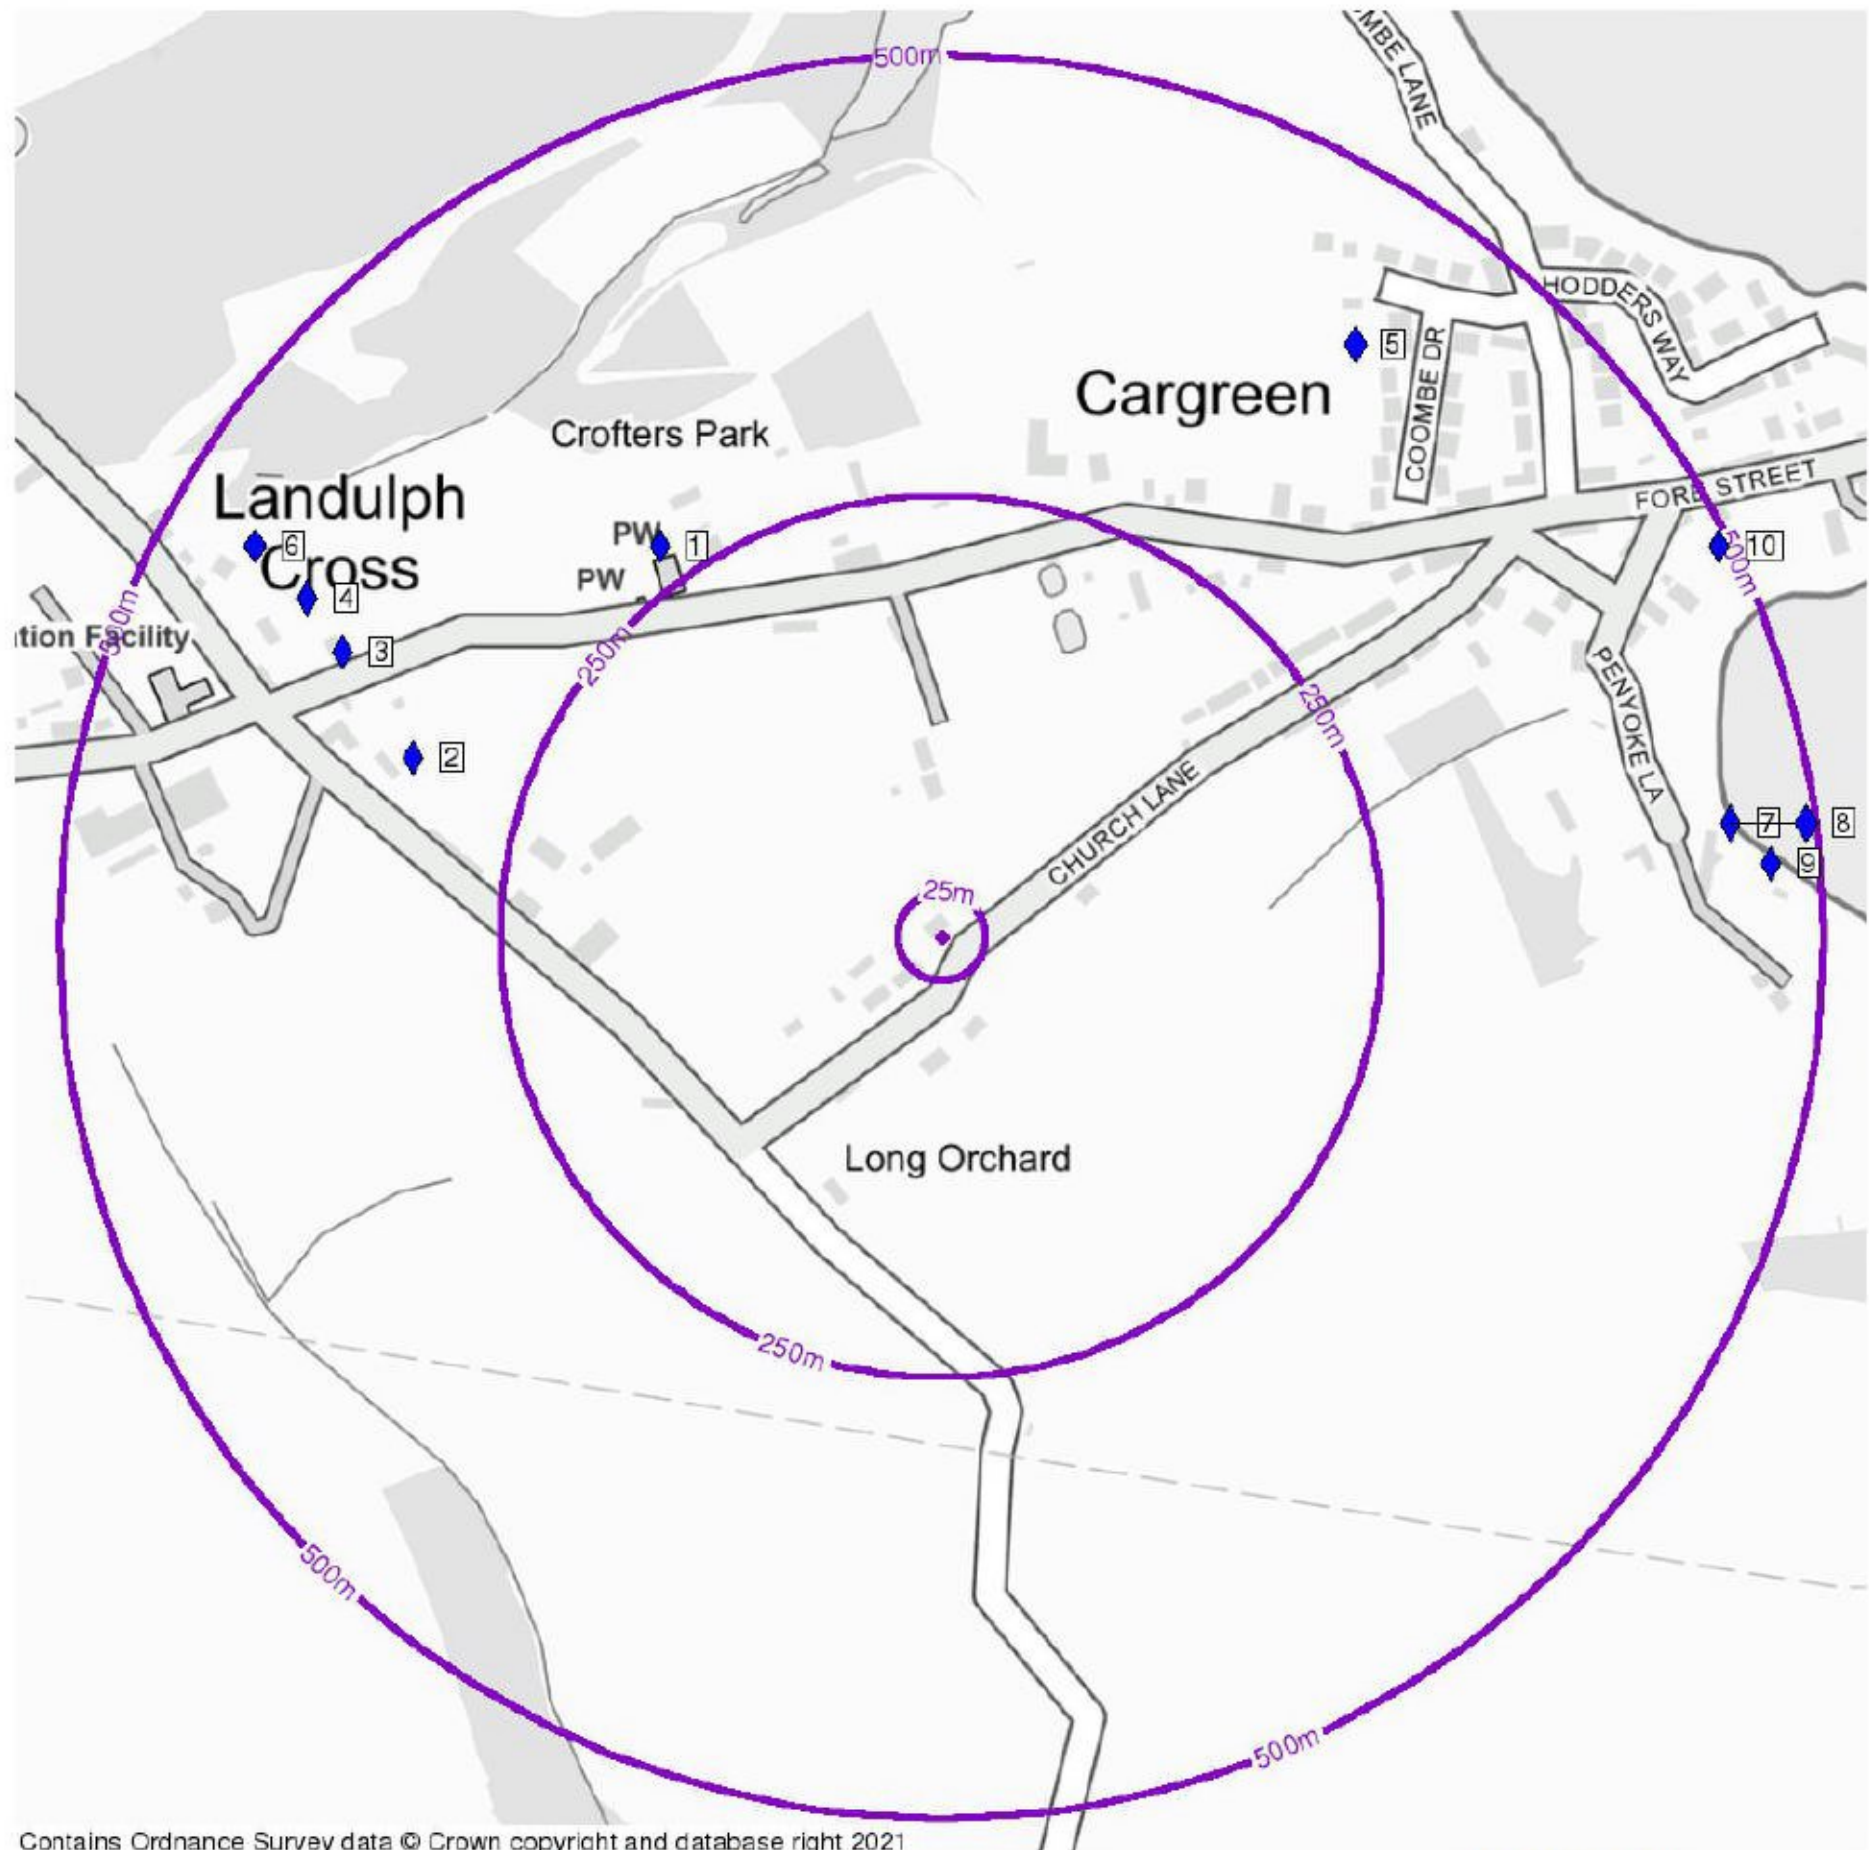 500m
MBE LANE
HODDERS WAY
5
COOMBE DR
Cargreen
Crofters Park
FORE STREET
Landulph
Cross
PW
1
6
10
500m
PW
4
500m
tion Facility
3
250m
PENYOKE LA
250m
2
CHURCH LANE
7
8
9
25m
Long Orchard
250m
500m
500m
Contains Ordnance Survey data © Crown copyright and database right 2021